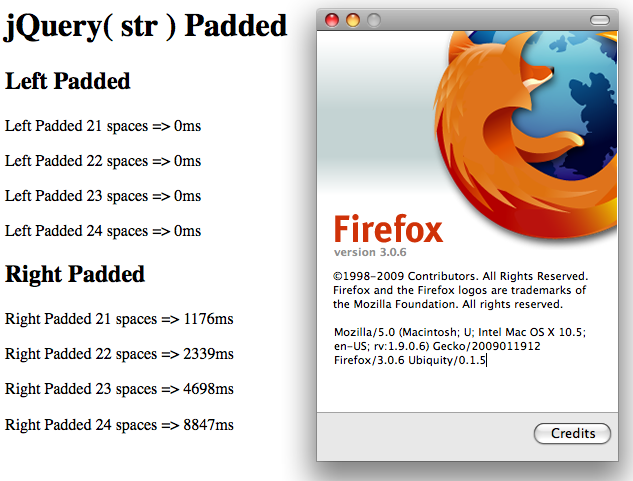 jQuery( str ) Padded
Left Padded
Left Padded 21 spaces => 0ms
Left Padded 22 spaces => 0ms
Left Padded 23 spaces => 0ms
Left Padded 24 spaces => 0ms
Right Padded
Right Padded 21 spaces => 1176ms
Right Padded 22 spaces => 2339ms
Right Padded 23 spaces => 4698ms
Right Padded 24 spaces => 8847ms
Firefox
version 3.0.6
©1998-2009 Contributors. All Rights Reserved.
Firefox and the Firefox logos are trademarks of
the Mozilla Foundation. All rights reserved.
Mozilla/5.0 (Macintosh; U; Intel Mac OS X 10.5;
en-US; rv:1.9.0.6) Gecko/2009011912
Firefox/3.0.6 Ubiquity/0.1.5
Credits